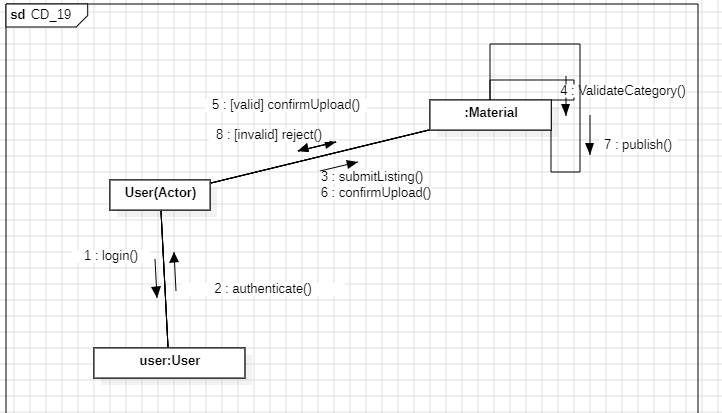 sd CD_19
4 : ValidateCategory()
5 : [valid] confirmUpload()
:Material
8 : [invalid] reject()
7 : publish()
3 : submitListing()
6 : confirmUpload()
User(Actor)
1 : login()
2 : authenticate()
user:User